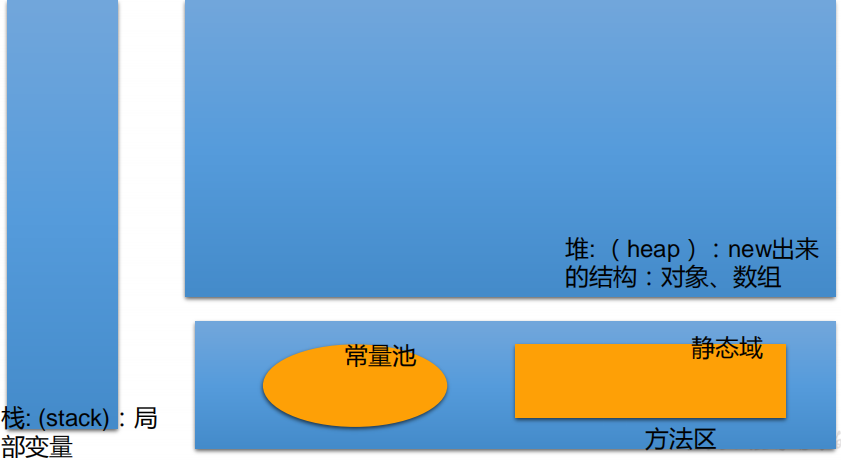 堆: （ heap ）：new出来
的结构：对象、数组
常量池
静态域
栈: (stack)：局
部变量
方法区